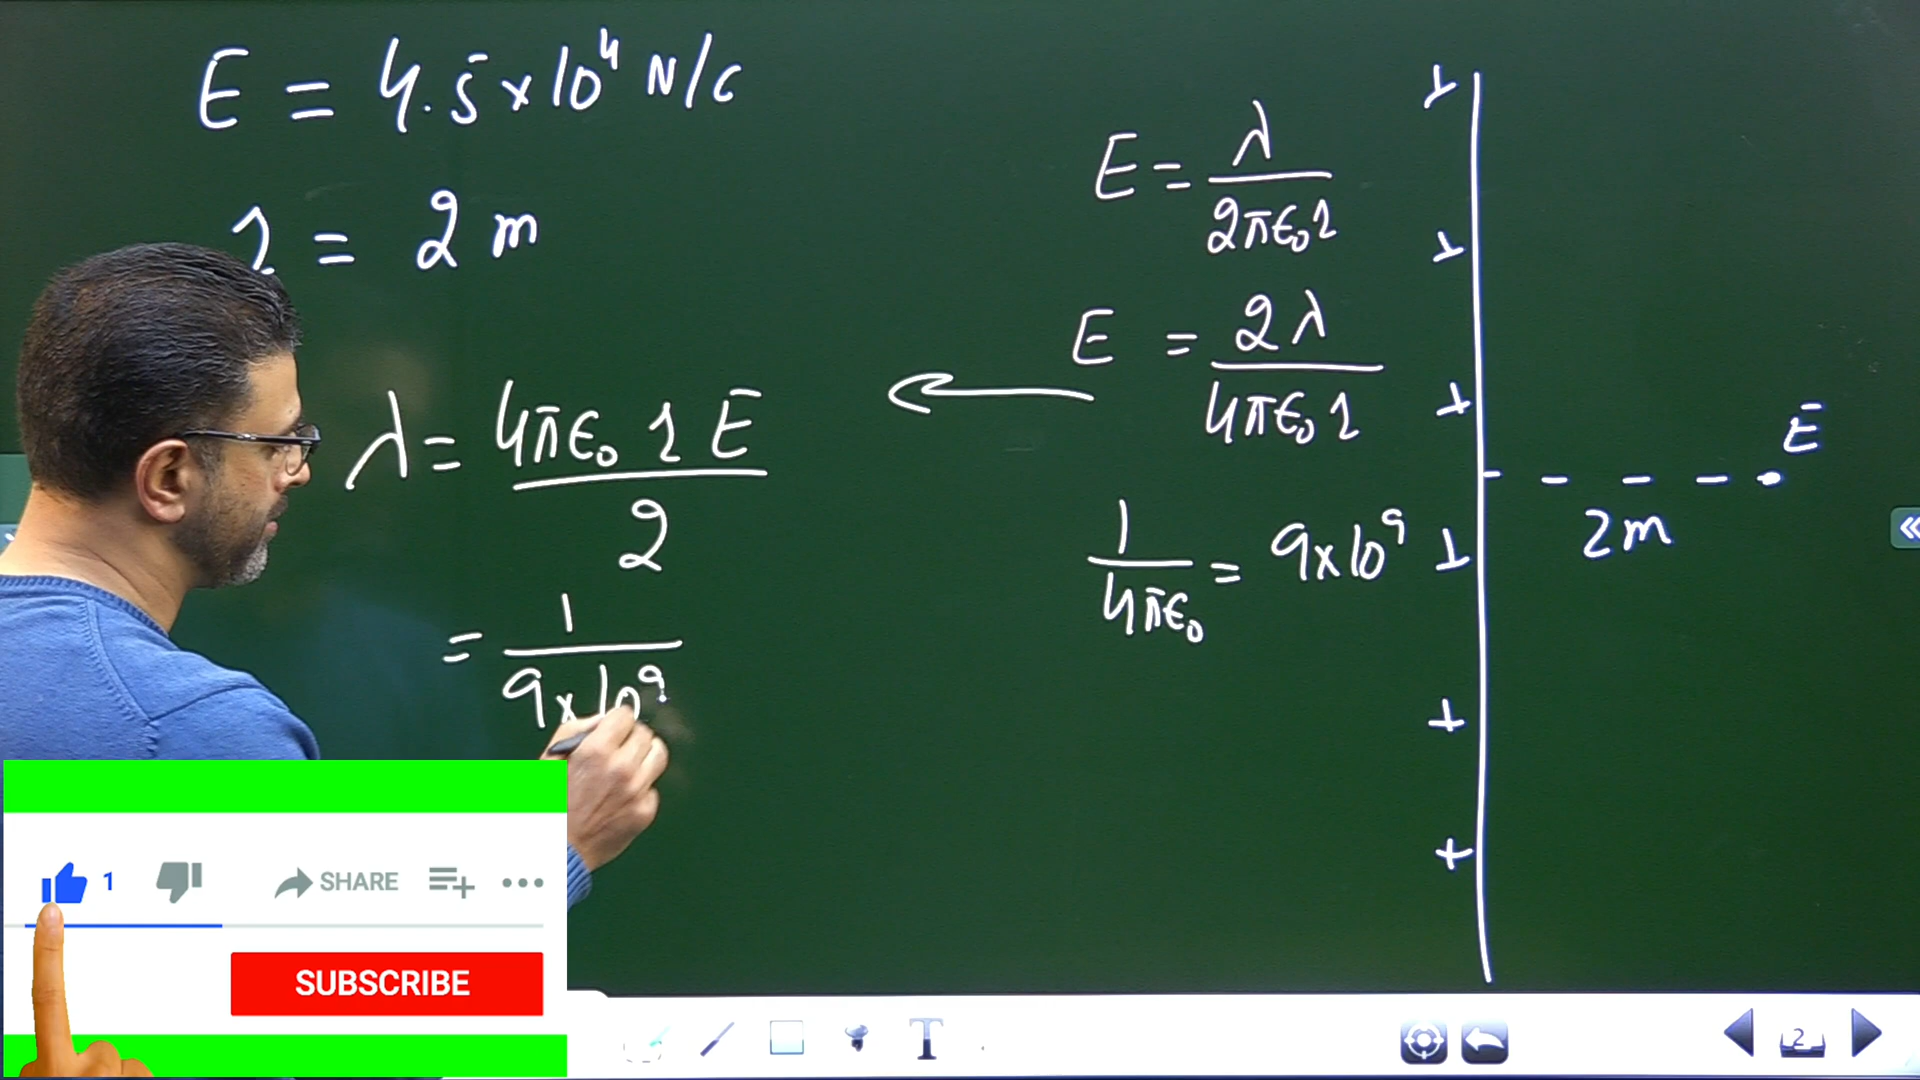 E = 4.5×10⁴ N/C
r = 2 m
λ = 4πε₀ r E / 2
= 1 / 9×10⁹
E = λ / 2πε₀r
E = 2λ / 4πε₀r
1 / 4πε₀ = 9×10⁹
+
+
+
+
+
+
E
2m
1
SHARE
SUBSCRIBE
T
2